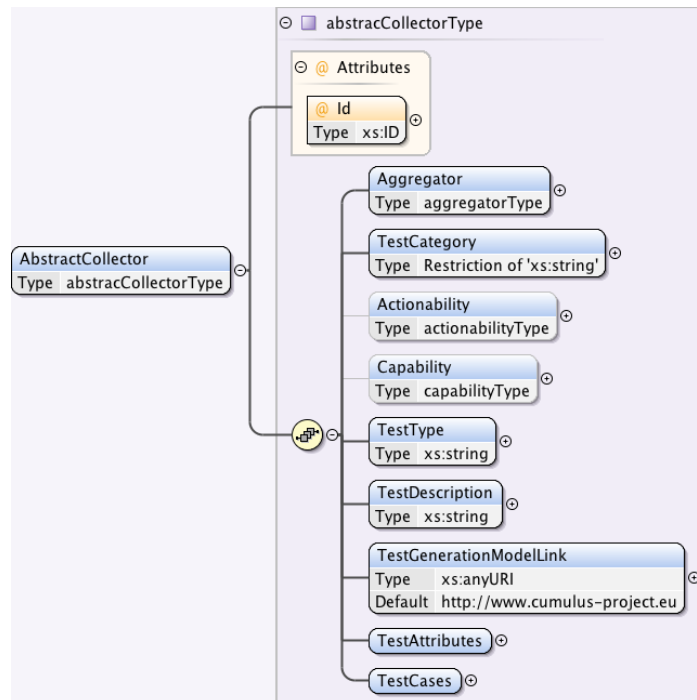 abstracCollectorType
@ Attributes
@ Id
Type xs:ID
Aggregator
Type aggregatorType
TestCategory
Type Restriction of 'xs:string'
AbstractCollector
Type abstracCollectorType
Actionability
Type actionabilityType
Capability
Type capabilityType
TestType
Type xs:string
TestDescription
Type xs:string
TestGenerationModelLink
Type xs:anyURI
Default http://www.cumulus-project.eu
TestAttributes
TestCases